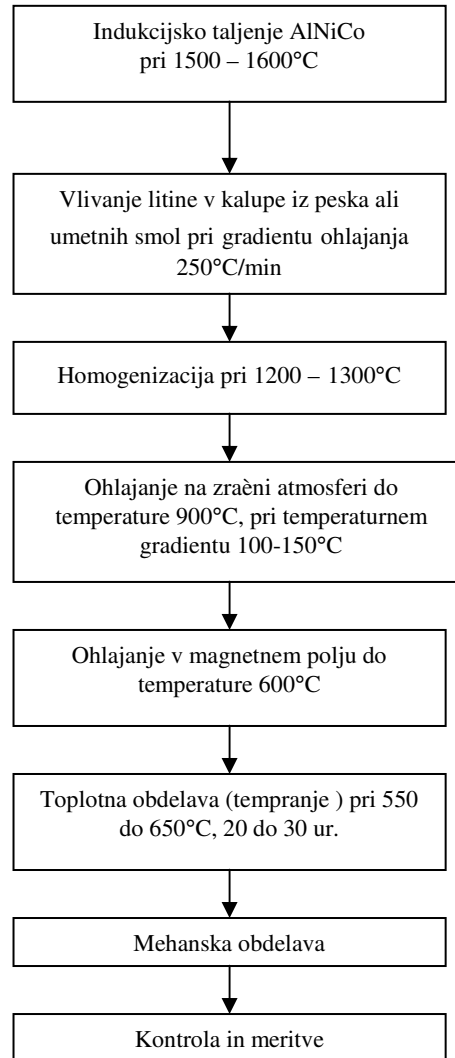 Indukcijsko taljenje AlNiCo
pri 1500 – 1600°C
Vlivanje litine v kalupe iz peska ali
umetnih smol pri gradientu ohlajanja
250°C/min
Homogenizacija pri 1200 – 1300°C
Ohlajanje na zraèni atmosferi do
temperature 900°C, pri temperaturnem
gradientu 100-150°C
Ohlajanje v magnetnem polju do
temperature 600°C
Toplotna obdelava (tempranje ) pri 550
do 650°C, 20 do 30 ur.
Mehanska obdelava
Kontrola in meritve